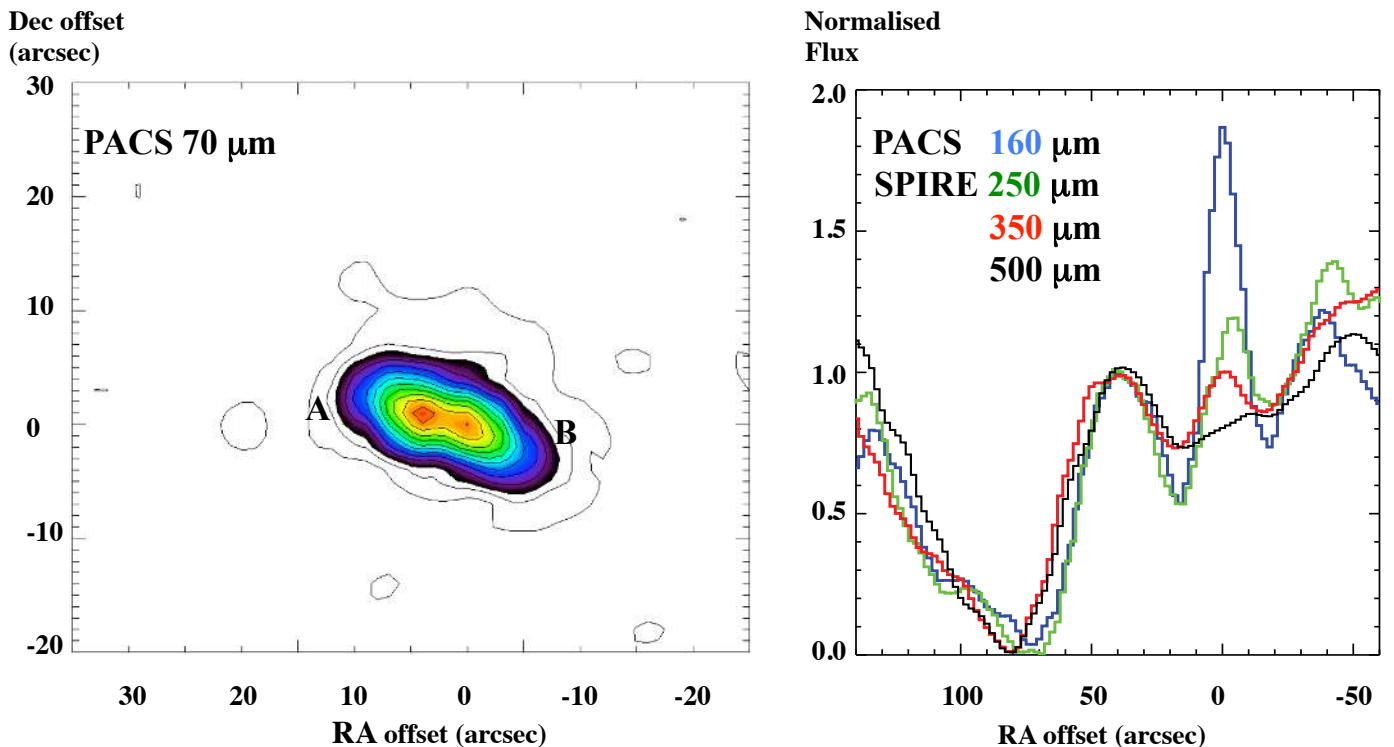 Dec offset
(arcsec)
30
20
10
0
-10
-20
PACS 70 μm
A
B
30 20 10 0 -10 -20
RA offset (arcsec)
Normalised
Flux
2.0
1.5
1.0
0.5
0.0
PACS 160 μm
SPIRE 250 μm
350 μm
500 μm
100 50 0 -50
RA offset (arcsec)